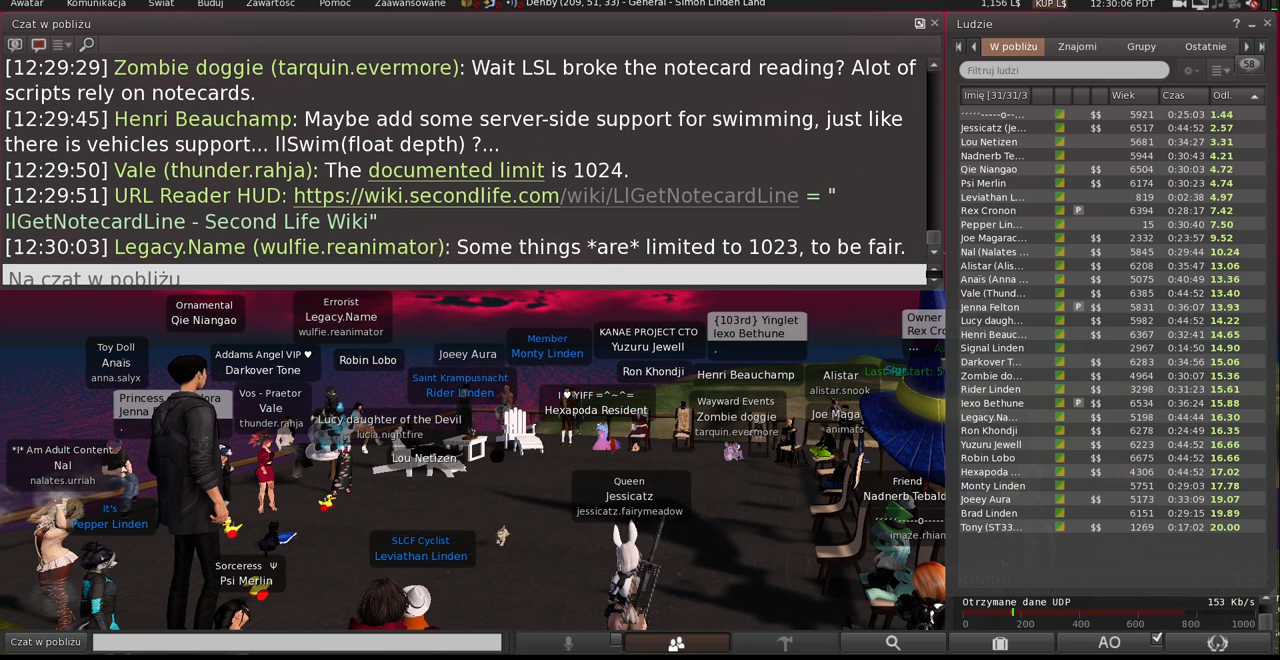 Awatar Komunikacja Świat Buduj Zawartość Pomoc Zaawansowane Denby (209, 51, 33) - General - Simon Linden Land 1,156 L$ KUP L$ 12:30:06 PDT
Czat w pobliżu
[12:29:29] Zombie doggie (tarquin.evermore): Wait LSL broke the notecard reading? Alot of
scripts rely on notecards.
[12:29:45] Henri Beauchamp: Maybe add some server-side support for swimming, just like
there is vehicles support... llSwim(float depth) ?...
[12:29:50] Vale (thunder.rahja): The documented limit is 1024.
[12:29:51] URL Reader HUD: https://wiki.secondlife.com/wiki/LlGetNotecardLine = "
llGetNotecardLine - Second Life Wiki"
[12:30:03] Legacy.Name (wulfie.reanimator): Some things *are* limited to 1023, to be fair.
Na czat w pobliżu
Ornamental
Qie Niangao
Errorist
Legacy.Name
wulfie.reanimator
Toy Doll
Anaïs
anna.salyx
Addams Angel VIP ♥
Darkover Tone
Robin Lobo
Joeey Aura
Member
Monty Linden
KANAE PROJECT CTO
Yuzuru Jewell
{103rd} Yinglet
Iexo Bethune
.
Owner
Rex Cro
...
Saint Krampusnacht
Rider Linden
Ron Khondji
Henri Beauchamp
Alistar
alistar.snook
Princess
Jenna
.
Vos - Praetor
Vale
thunder.rahja
Lucy daughter of the Devil
lucia.nightfire
I ♥ YIFF =^~^=
Hexapoda Resident
Wayward Events
Zombie doggie
tarquin.evermore
Joe Maga
animats
*I* Am Adult Content
Nal
nalates.urriah
Lou Netizen
Queen
Jessicatz
jessicatz.fairymeadow
Friend
Nadnerb Tebald
It's
Pepper Linden
SLCF Cyclist
Leviathan Linden
´´´´´-----o----
imaze.rhian
Sorceress Ψ
Psi Merlin
Czat w pobliżu
Ludzie
W pobliżu Znajomi Grupy Ostatnie
Filtruj ludzi 58
Imię [31/31/3 Wiek Czas Odl.
´´´´´-----o--... $$ 5921 0:25:03 1.44
Jessicatz (Je... $$ 6517 0:44:52 2.57
Lou Netizen 5681 0:34:27 3.31
Nadnerb Te... 5944 0:30:43 4.21
Qie Niangao $$ 6504 0:30:03 4.72
Psi Merlin $$ 6174 0:30:23 4.74
Leviathan L... 819 0:02:38 4.97
Rex Cronon P 6394 0:28:17 7.42
Pepper Lin... 15 0:30:40 7.50
Joe Magarac... $$ 2332 0:23:57 9.52
Nal (Nalates ... $$ 5845 0:29:44 10.24
Alistar (Alis... $$ 6208 0:35:47 13.06
Anaïs (Anna ... $$ 5075 0:40:49 13.36
Vale (Thund... $$ 6385 0:44:52 13.40
Jenna Felton P $$ 5831 0:36:07 13.93
Lucy daugh... $$ 5982 0:44:52 14.22
Henri Beauc... $$ 6367 0:32:41 14.65
Signal Linden 2967 0:14:50 14.90
Darkover T... $$ 6283 0:34:56 15.06
Zombie do... $$ 4964 0:30:07 15.36
Rider Linden $$ 3298 0:31:23 15.61
Iexo Bethune P $$ 6534 0:36:24 15.88
Legacy.Na... $$ 5198 0:44:44 16.30
Ron Khondji $$ 6278 0:24:49 16.35
Yuzuru Jewell $$ 6223 0:44:52 16.66
Robin Lobo $$ 6675 0:44:52 16.66
Hexapoda ... $$ 4306 0:44:52 17.02
Monty Linden 5751 0:29:03 17.78
Joeey Aura $$ 5173 0:33:09 19.07
Brad Linden 6151 0:29:15 19.89
Tony (ST33... $$ 1269 0:17:02 20.00
Otrzymane dane UDP 153 Kb/s
0 200 400 600 800 1000
AO